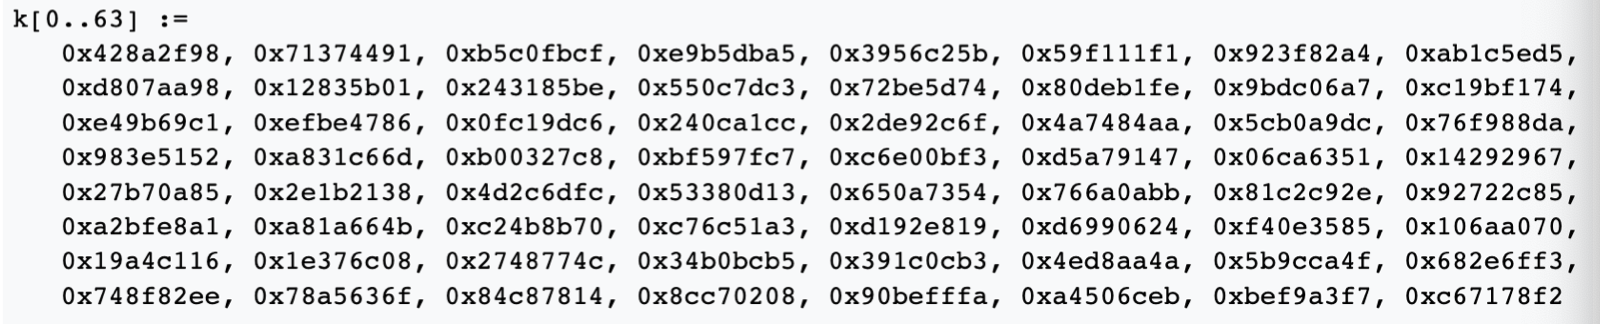 k[0..63] :=
0x428a2f98, 0x71374491, 0xb5c0fbcf, 0xe9b5dba5, 0x3956c25b, 0x59f111f1, 0x923f82a4, 0xab1c5ed5,
0xd807aa98, 0x12835b01, 0x243185be, 0x550c7dc3, 0x72be5d74, 0x80deb1fe, 0x9bdc06a7, 0xc19bf174,
0xe49b69c1, 0xefbe4786, 0x0fc19dc6, 0x240ca1cc, 0x2de92c6f, 0x4a7484aa, 0x5cb0a9dc, 0x76f988da,
0x983e5152, 0xa831c66d, 0xb00327c8, 0xbf597fc7, 0xc6e00bf3, 0xd5a79147, 0x06ca6351, 0x14292967,
0x27b70a85, 0x2e1b2138, 0x4d2c6dfc, 0x53380d13, 0x650a7354, 0x766a0abb, 0x81c2c92e, 0x92722c85,
0xa2bfe8a1, 0xa81a664b, 0xc24b8b70, 0xc76c51a3, 0xd192e819, 0xd6990624, 0xf40e3585, 0x106aa070,
0x19a4c116, 0x1e376c08, 0x2748774c, 0x34b0bcb5, 0x391c0cb3, 0x4ed8aa4a, 0x5b9cca4f, 0x682e6ff3,
0x748f82ee, 0x78a5636f, 0x84c87814, 0x8cc70208, 0x90befffa, 0xa4506ceb, 0xbef9a3f7, 0xc67178f2